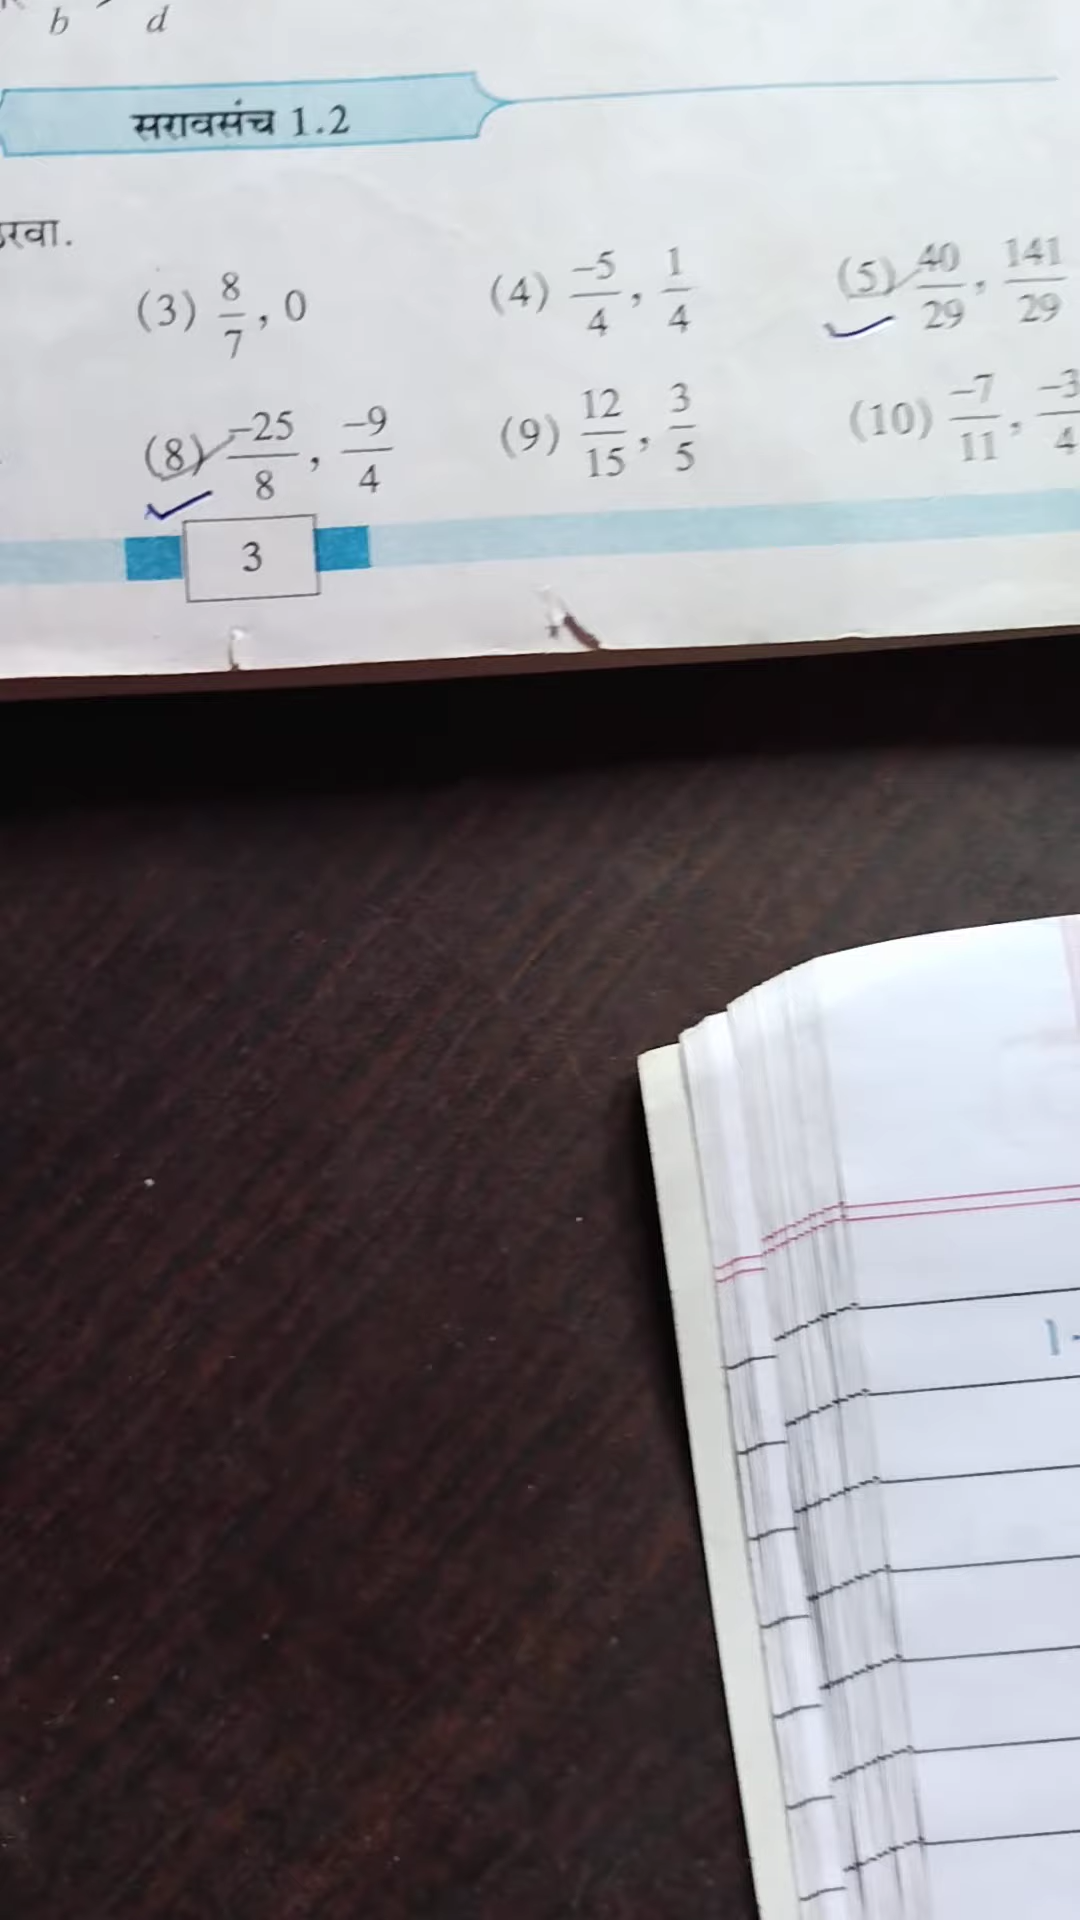 b d
सरावसंच 1.2
(3) 8/7 , 0 (4) -5/4 , 1/4 (5) 40/29 , 141/29
(8) -25/8 , -9/4 (9) 12/15 , 3/5 (10) -7/11 , -3/4
3